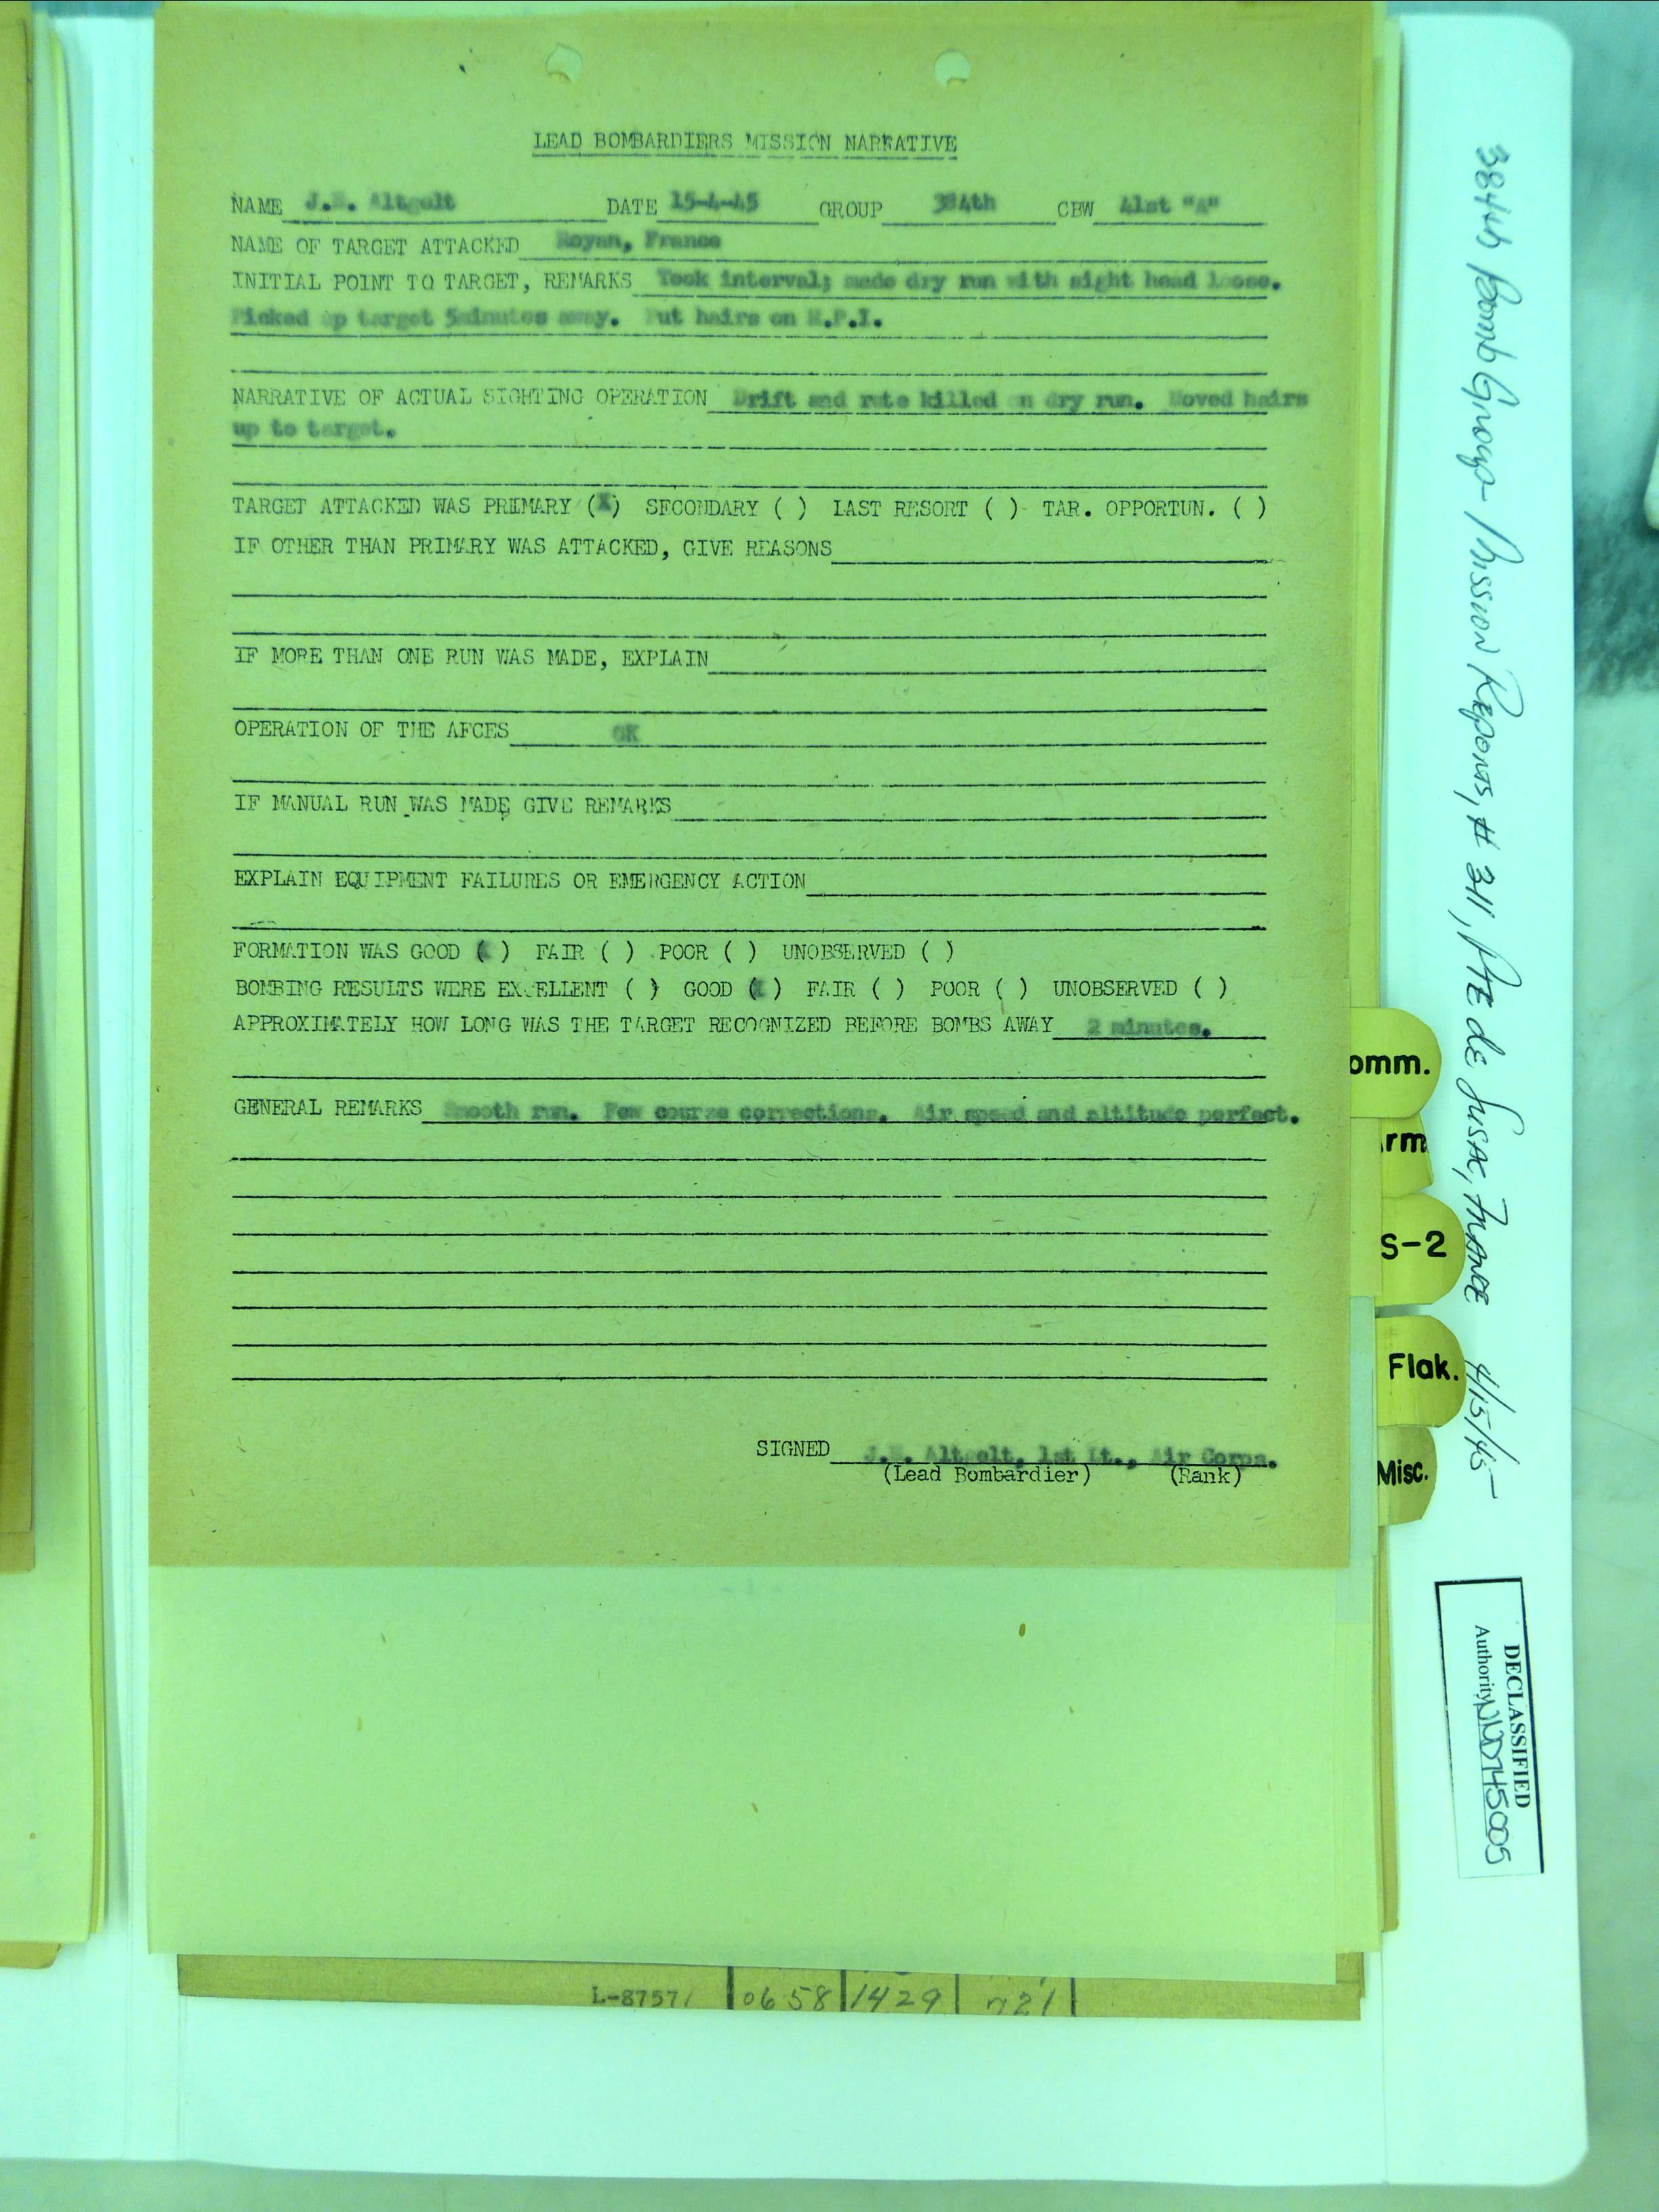 LEAD BOMBARDIERS MISSION NARRATIVE
NAME J.E. Altgelt DATE 15-4-45 GROUP 384th CBW 41st "A"
NAME OF TARGET ATTACKED Royan, France
INITIAL POINT TO TARGET, REMARKS Took interval; made dry run with sight head loose.
Picked up target 5minutes away. Put hairs on M.P.I.
NARRATIVE OF ACTUAL SIGHTING OPERATION Drift and rate killed on dry run. Moved hairs
up to target.
TARGET ATTACKED WAS PRIMARY (X) SECONDARY ( ) LAST RESORT ( ) TAR. OPPORTUN. ( )
IF OTHER THAN PRIMARY WAS ATTACKED, GIVE REASONS
IF MORE THAN ONE RUN WAS MADE, EXPLAIN
OPERATION OF THE AFCES OK
IF MANUAL RUN WAS MADE GIVE REMARKS
EXPLAIN EQUIPMENT FAILURES OR EMERGENCY ACTION
FORMATION WAS GOOD (X) FAIR ( ) POOR ( ) UNOBSERVED ( )
BOMBING RESULTS WERE EXCELLENT ( ) GOOD (X) FAIR ( ) POOR ( ) UNOBSERVED ( )
APPROXIMATELY HOW LONG WAS THE TARGET RECOGNIZED BEFORE BOMBS AWAY 2 minutes.
GENERAL REMARKS Smooth run. Few course corrections. Air speed and altitude perfect.
SIGNED J.E. Altgelt, 1st Lt., Air Corps.
(Lead Bombardier) (Rank)
L-8757/ 0658 1429 721
omm.
rm
S-2
Flak.
Misc.
384th Bomb Group - Mission Reports, # 311, Pte de Susac, France 4/15/45
DECLASSIFIED
Authority NND745005